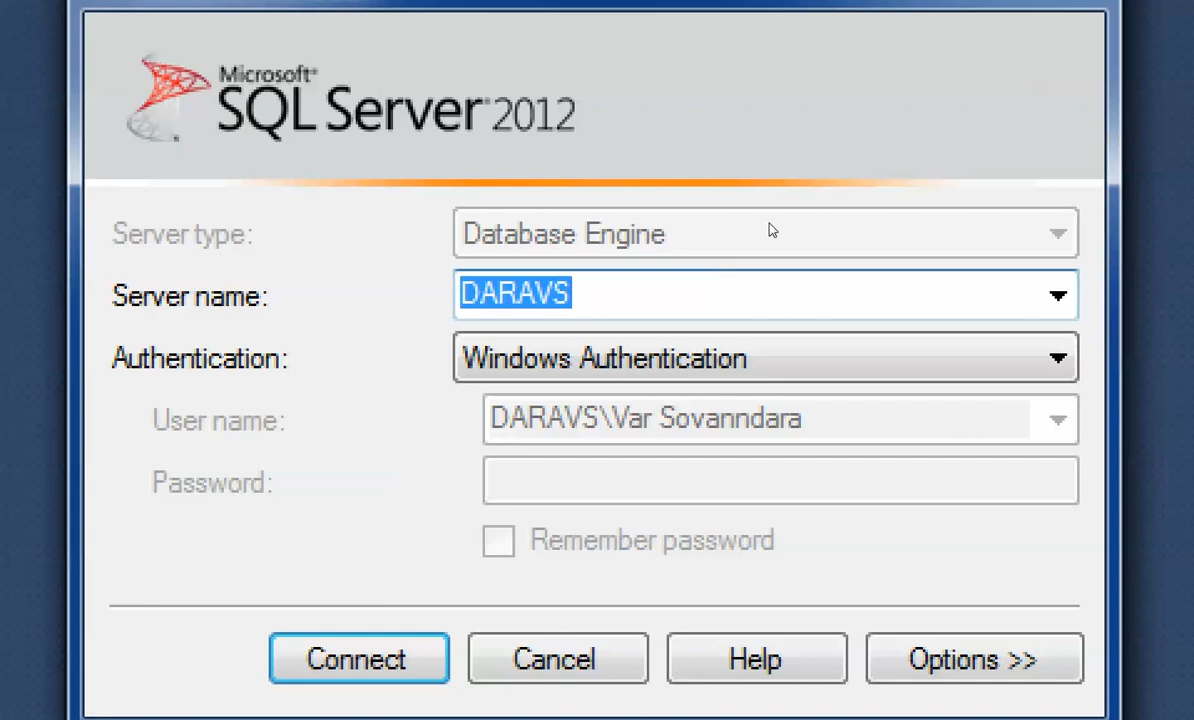 Microsoft®
SQL Server® 2012
Server type: Database Engine
Server name: DARAVS
Authentication: Windows Authentication
User name: DARAVS\Var Sovanndara
Password:
Remember password
Connect Cancel Help Options >>